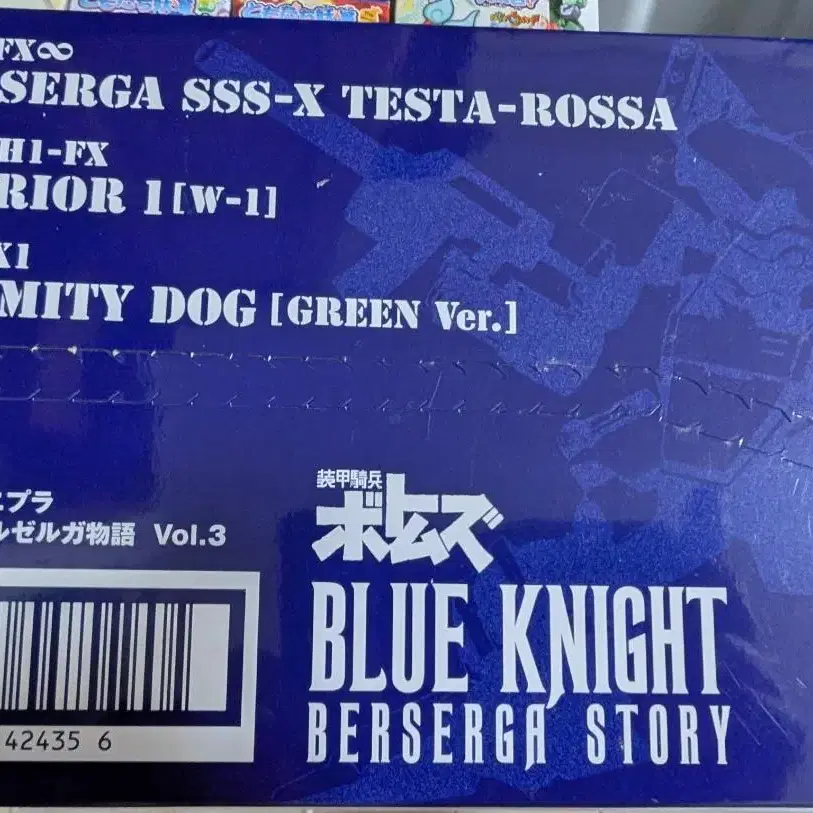 FX∞
SERGA SSS-X TESTA-ROSSA
H1-FX
RIOR 1 [W-1]
X1
MITY DOG [GREEN Ver.]
ニプラ
ルゼルガ物語 Vol.3
装甲騎兵
ボトムズ
BLUE KNIGHT
BERSERGA STORY
42435 6